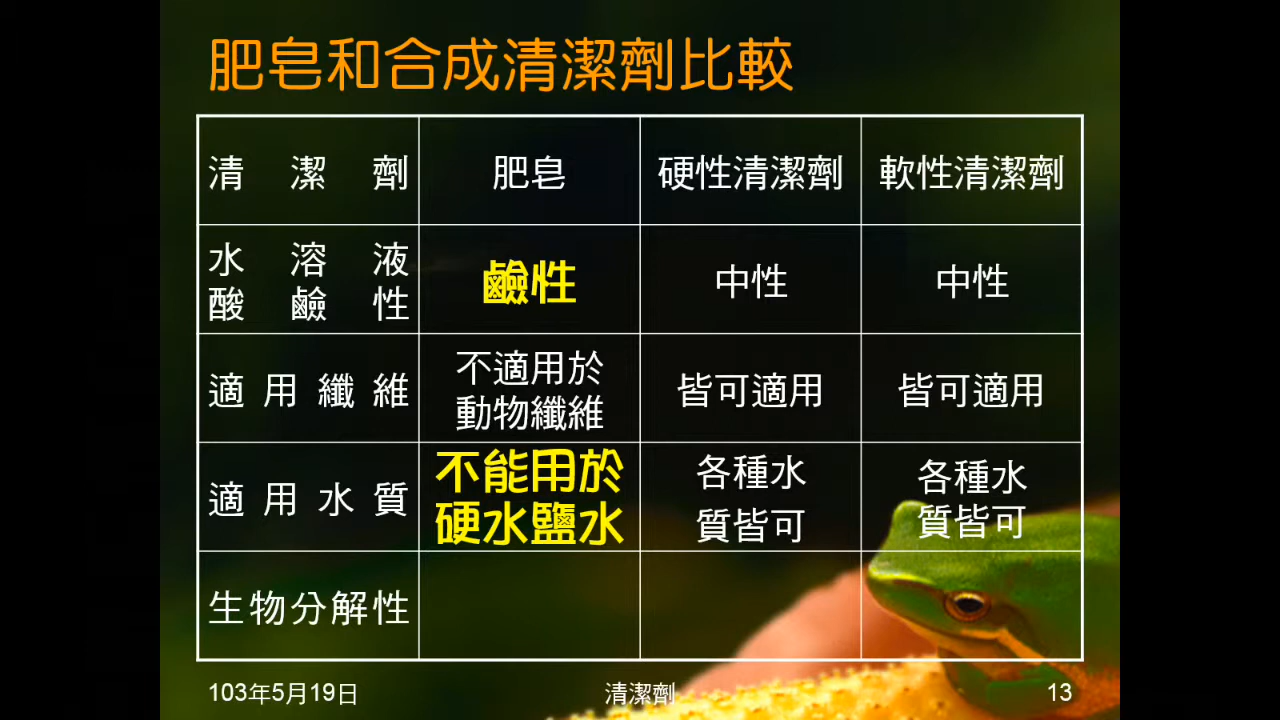 肥皂和合成清潔劑比較
清潔劑 肥皂 硬性清潔劑 軟性清潔劑
水溶液
酸鹼性
鹼性
中性
中性
適用纖維
不適用於
動物纖維
皆可適用
皆可適用
適用水質
不能用於
硬水鹽水
各種水
質皆可
各種水
質皆可
生物分解性
103年5月19日 清潔劑 13